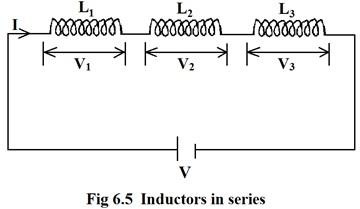 L₁ L₂ L₃
I
V₁ V₂ V₃
V
Fig 6.5 Inductors in series